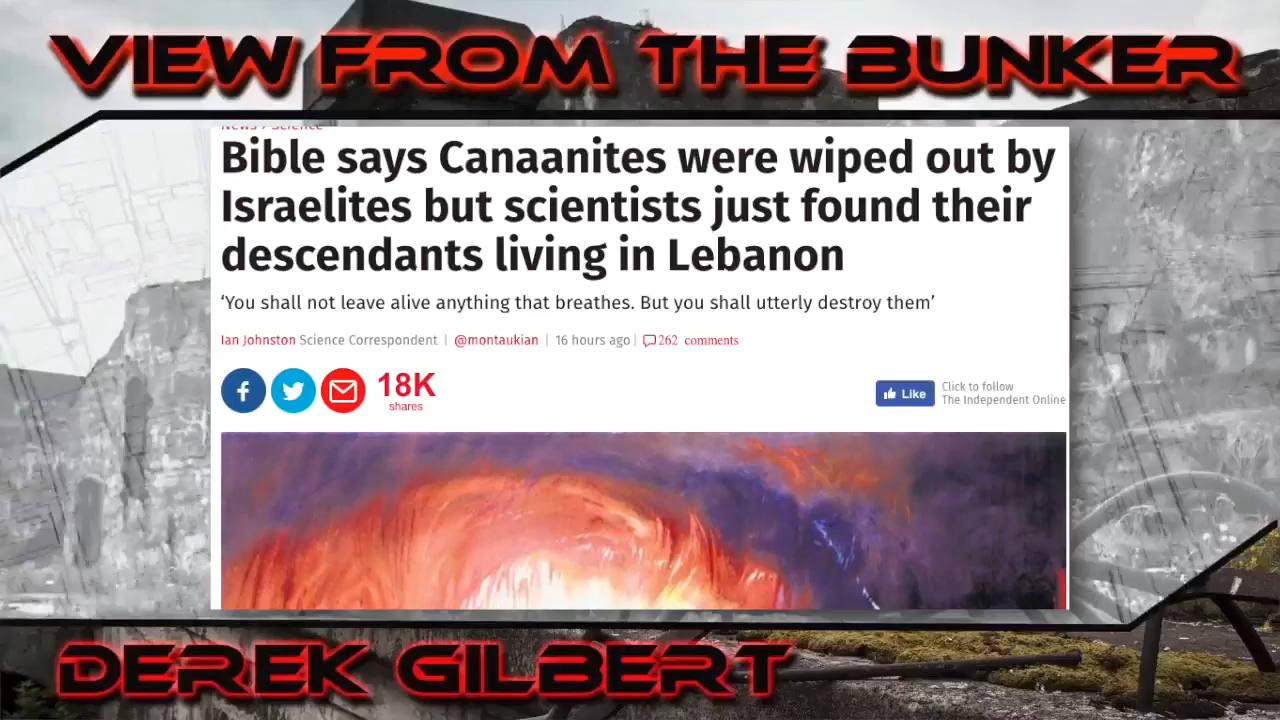 VIEW FROM THE BUNKER
News > Science
Bible says Canaanites were wiped out by
Israelites but scientists just found their
descendants living in Lebanon
‘You shall not leave alive anything that breathes. But you shall utterly destroy them’
Ian Johnston Science Correspondent | @montaukian | 16 hours ago | 262 comments
18K
shares
Like
Click to follow
The Independent Online
DEREK GILBERT